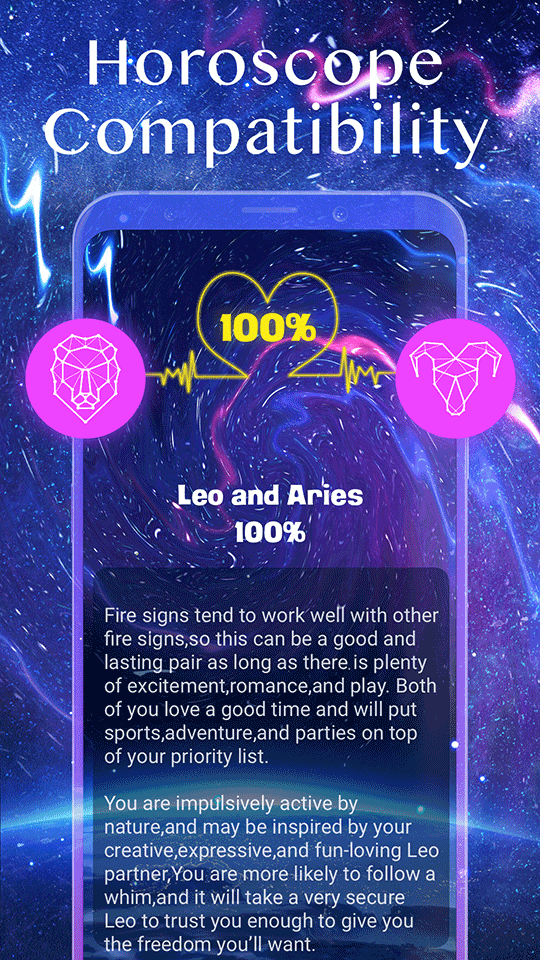 Horoscope
Compatibility
100%
Leo and Aries
100%
Fire signs tend to work well with other
fire signs,so this can be a good and
lasting pair as long as there is plenty
of excitement,romance,and play. Both
of you love a good time and will put
sports,adventure,and parties on top
of your priority list.
You are impulsively active by
nature,and may be inspired by your
creative,expressive,and fun-loving Leo
partner,You are more likely to follow a
whim,and it will take a very secure
Leo to trust you enough to give you
the freedom you'll want.